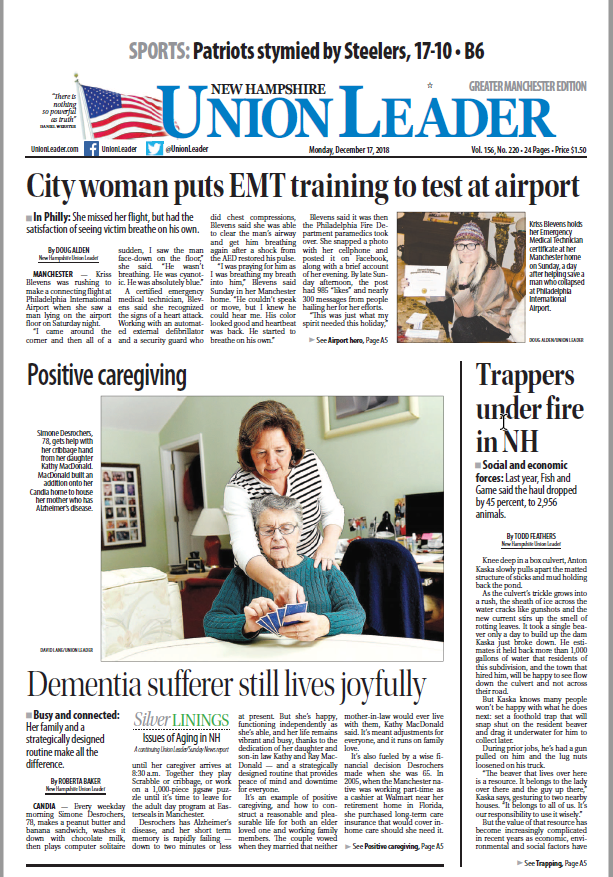 SPORTS: Patriots stymied by Steelers, 17-10 • B6
"There is
nothing
so powerful
as truth"
DANIEL WEBSTER
GREATER MANCHESTER EDITION
NEW HAMPSHIRE
UNION LEADER
UnionLeader.com UnionLeader @UnionLeader Monday, December 17, 2018 Vol. 156, No. 220 • 24 Pages • Price $1.50
City woman puts EMT training to test at airport
In Philly: She missed her flight, but had the
satisfaction of seeing victim breathe on his own.
By DOUG ALDEN
New Hampshire Union Leader
MANCHESTER — Kriss
Blevens was rushing to
make a connecting flight at
Philadelphia International
Airport when she saw a
man lying on the airport
floor on Saturday night.
"I came around the
corner and then all of a
sudden, I saw the man
face-down on the floor,"
she said. "He wasn't
breathing. He was cyanot-
ic. He was absolutely blue."
A certified emergency
medical technician, Blev-
ens said she recognized
the signs of a heart attack.
Working with an automat-
ed external defibrillator
and a security guard who
did chest compressions,
Blevens said she was able
to clear the man's airway
and get him breathing
again after a shock from
the AED restored his pulse.
"I was praying for him as
I was breathing my breath
into him," Blevens said
Sunday in her Manchester
home. "He couldn't speak
or move, but I knew he
could hear me. His color
looked good and heartbeat
was back. He started to
breathe on his own."
Blevens said it was then
the Philadelphia Fire De-
partment paramedics took
over. She snapped a photo
with her cellphone and
posted it on Facebook,
along with a brief account
of her evening. By late Sun-
day afternoon, the post
had 985 "likes" and nearly
300 messages from people
hailing her for her efforts.
"This was just what my
spirit needed this holiday,"
See Airport hero, Page A5
Kriss Blevens holds
her Emergency
Medical Technician
certificate at her
Manchester home
on Sunday, a day
after helping save a
man who collapsed
at Philadelphia
International
Airport.
DOUG ALDEN/UNION LEADER
Positive caregiving
Simone Desrochers,
78, gets help with
her cribbage hand
from her daughter
Kathy MacDonald.
MacDonald built an
addition onto her
Candia home to house
her mother who has
Alzheimer's disease.
DAVID LANE/UNION LEADER
Dementia sufferer still lives joyfully
Busy and connected:
Her family and a
strategically designed
routine make all the
difference.
By ROBERTA BAKER
New Hampshire Union Leader
CANDIA — Every weekday
morning Simone Desrochers,
78, makes a peanut butter and
banana sandwich, washes it
down with chocolate milk,
then plays computer solitaire
Silver LININGS
Issues of Aging in NH
A continuing Union Leader/Sunday News report
until her caregiver arrives at
8:30 a.m. Together they play
Scrabble or cribbage, or work
on a 1,000-piece jigsaw puz-
zle until it's time to leave for
the adult day program at Eas-
terseals in Manchester.
Desrochers has Alzheimer's
disease, and her short term
memory is rapidly failing —
down to two minutes or less
at present. But she's happy,
functioning independently as
she's able, and her life remains
vibrant and busy, thanks to the
dedication of her daughter and
son-in law Kathy and Ray Mac-
Donald — and a strategically
designed routine that provides
peace of mind and downtime
for everyone.
It's an example of positive
caregiving, and how to con-
struct a reasonable and plea-
surable life for both an elder
loved one and working family
members. The couple vowed
when they married that neither
mother-in-law would ever live
with them, Kathy MacDonald
said. It's meant adjustments for
everyone, and it runs on family
love.
It's also fueled by a wise fi-
nancial decision Desrochers
made when she was 65. In
2005, when the Manchester na-
tive was working part-time as
a cashier at Walmart near her
retirement home in Florida,
she purchased long-term care
insurance that would cover in-
home care should she need it.
See Positive caregiving, Page A5
Trappers
under fire
in NH
Social and economic
forces: Last year, Fish and
Game said the haul dropped
by 45 percent, to 2,956
animals.
By TODD FEATHERS
New Hampshire Union Leader
Knee deep in a box culvert, Anton
Kaska slowly pulls apart the matted
structure of sticks and mud holding
back the pond.
As the culvert's trickle grows into
a rush, the sheath of ice across the
water cracks like gunshots and the
new current stirs up the smell of
rotting leaves. It took a single bea-
ver only a day to build up the dam
Kaska just broke down. He esti-
mates it held back more than 1,000
gallons of water that residents of
this subdivision, and the town that
hired him, will be happy to see flow
down the culvert and not across
their road.
But Kaska knows many people
won't be happy with what he does
next: set a foothold trap that will
snap shut on the resident beaver
and drag it underwater for him to
collect later.
During prior jobs, he's had a gun
pulled on him and the lug nuts
loosened on his truck.
"The beaver that lives over here
is a resource. It belongs to the lady
over there and the guy up there,"
Kaska says, gesturing to two nearby
houses. "It belongs to all of us. It's
our responsibility to use it wisely."
But the value of that resource has
become increasingly complicated
in recent years as economic, envi-
ronmental and social factors have
See Trapping, Page A5